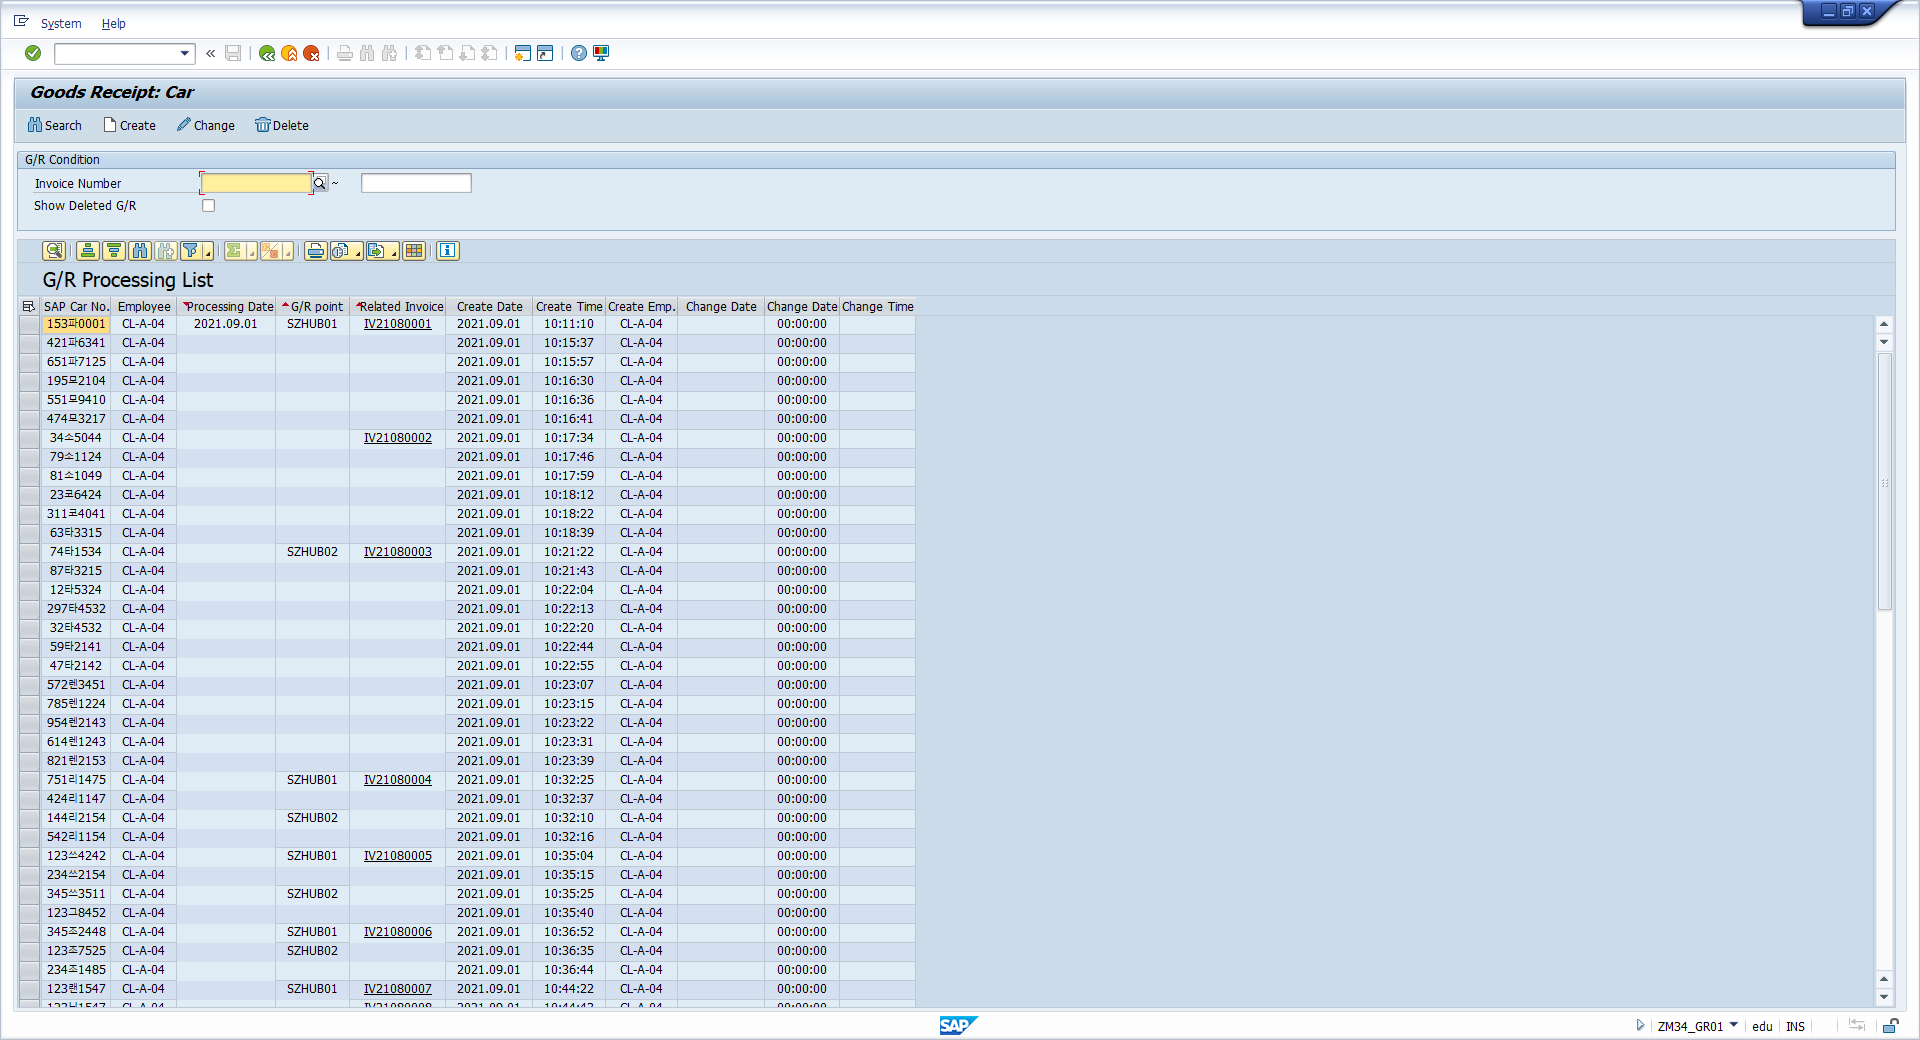 System Help
Goods Receipt: Car
Search Create Change Delete
G/R Condition
Invoice Number ~
Show Deleted G/R
G/R Processing List
SAP Car No. Employee Processing Date G/R point Related Invoice Create Date Create Time Create Emp. Change Date Change Date Change Time
153파0001 CL-A-04 2021.09.01 SZHUB01 IV21080001 2021.09.01 10:11:10 CL-A-04 00:00:00
421파6341 CL-A-04 2021.09.01 10:15:37 CL-A-04 00:00:00
651파7125 CL-A-04 2021.09.01 10:15:57 CL-A-04 00:00:00
195모2104 CL-A-04 2021.09.01 10:16:30 CL-A-04 00:00:00
551모9410 CL-A-04 2021.09.01 10:16:36 CL-A-04 00:00:00
474모3217 CL-A-04 2021.09.01 10:16:41 CL-A-04 00:00:00
34소5044 CL-A-04 IV21080002 2021.09.01 10:17:34 CL-A-04 00:00:00
79소1124 CL-A-04 2021.09.01 10:17:46 CL-A-04 00:00:00
81소1049 CL-A-04 2021.09.01 10:17:59 CL-A-04 00:00:00
23코6424 CL-A-04 2021.09.01 10:18:12 CL-A-04 00:00:00
311코4041 CL-A-04 2021.09.01 10:18:22 CL-A-04 00:00:00
63타3315 CL-A-04 2021.09.01 10:18:39 CL-A-04 00:00:00
74타1534 CL-A-04 SZHUB02 IV21080003 2021.09.01 10:21:22 CL-A-04 00:00:00
87타3215 CL-A-04 2021.09.01 10:21:43 CL-A-04 00:00:00
12타5324 CL-A-04 2021.09.01 10:22:04 CL-A-04 00:00:00
297타4532 CL-A-04 2021.09.01 10:22:13 CL-A-04 00:00:00
32타4532 CL-A-04 2021.09.01 10:22:20 CL-A-04 00:00:00
59타2141 CL-A-04 2021.09.01 10:22:44 CL-A-04 00:00:00
47타2142 CL-A-04 2021.09.01 10:22:55 CL-A-04 00:00:00
572렌3451 CL-A-04 2021.09.01 10:23:07 CL-A-04 00:00:00
785렌1224 CL-A-04 2021.09.01 10:23:15 CL-A-04 00:00:00
954렌2143 CL-A-04 2021.09.01 10:23:22 CL-A-04 00:00:00
614렌1243 CL-A-04 2021.09.01 10:23:31 CL-A-04 00:00:00
821렌2153 CL-A-04 2021.09.01 10:23:39 CL-A-04 00:00:00
751리1475 CL-A-04 SZHUB01 IV21080004 2021.09.01 10:32:25 CL-A-04 00:00:00
424리1147 CL-A-04 2021.09.01 10:32:37 CL-A-04 00:00:00
144리2154 CL-A-04 SZHUB02 2021.09.01 10:32:10 CL-A-04 00:00:00
542리1154 CL-A-04 2021.09.01 10:32:16 CL-A-04 00:00:00
123쓰4242 CL-A-04 SZHUB01 IV21080005 2021.09.01 10:35:04 CL-A-04 00:00:00
234쓰2154 CL-A-04 2021.09.01 10:35:15 CL-A-04 00:00:00
345쓰3511 CL-A-04 SZHUB02 2021.09.01 10:35:25 CL-A-04 00:00:00
123그8452 CL-A-04 2021.09.01 10:35:40 CL-A-04 00:00:00
345조2448 CL-A-04 SZHUB01 IV21080006 2021.09.01 10:36:52 CL-A-04 00:00:00
123조7525 CL-A-04 SZHUB02 2021.09.01 10:36:35 CL-A-04 00:00:00
234조1485 CL-A-04 2021.09.01 10:36:44 CL-A-04 00:00:00
123랜1547 CL-A-04 SZHUB01 IV21080007 2021.09.01 10:44:22 CL-A-04 00:00:00
SAP
ZM34_GR01 edu INS